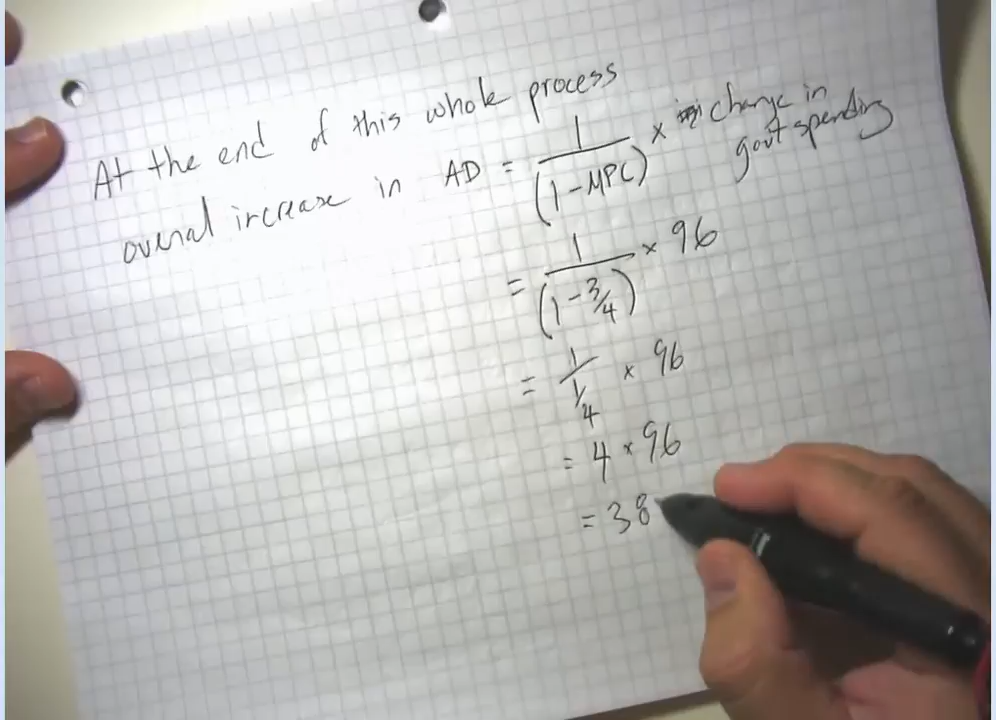 At the end of this whole process
overal increase in AD = 1/(1-MPC) × change in govt spending
= 1/(1-3/4) × 96
= 1/1/4 × 96
= 4 × 96
= 38